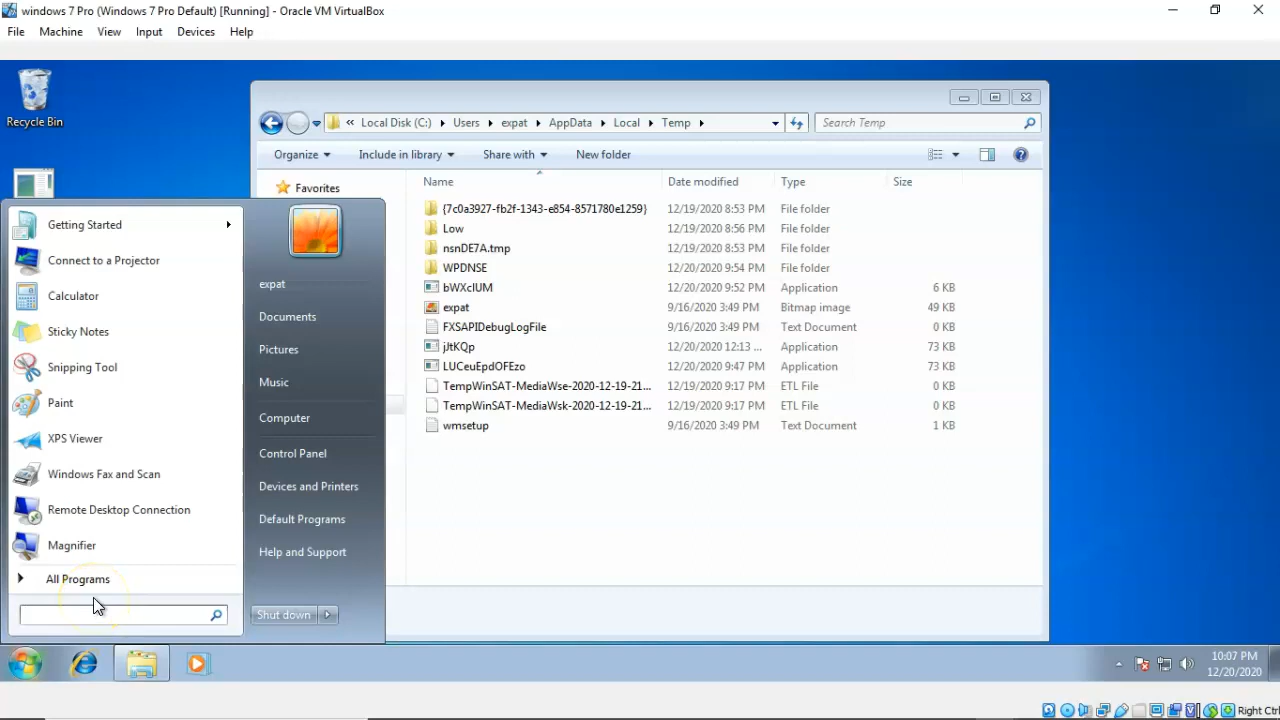 windows 7 Pro (Windows 7 Pro Default) [Running] - Oracle VM VirtualBox
File Machine View Input Devices Help
Recycle Bin
« Local Disk (C:) Users expat AppData Local Temp
Search Temp
Organize Include in library Share with New folder
Favorites
Name Date modified Type Size
{7c0a3927-fb2f-1343-e854-8571780e1259} 12/19/2020 8:53 PM File folder
Low 12/19/2020 8:56 PM File folder
nsnDE7A.tmp 12/19/2020 8:53 PM File folder
WPDNSE 12/20/2020 9:54 PM File folder
bWXcIUM 12/20/2020 9:52 PM Application 6 KB
expat 9/16/2020 3:49 PM Bitmap image 49 KB
FXSAPIDebugLogFile 9/16/2020 3:49 PM Text Document 0 KB
jJtKQp 12/20/2020 12:13 ... Application 73 KB
LUCeuEpdOFEzo 12/20/2020 9:47 PM Application 73 KB
TempWinSAT-MediaWse-2020-12-19-21... 12/19/2020 9:17 PM ETL File 0 KB
TempWinSAT-MediaWsk-2020-12-19-21... 12/19/2020 9:17 PM ETL File 0 KB
wmsetup 9/16/2020 3:49 PM Text Document 1 KB
Getting Started
Connect to a Projector
Calculator
Sticky Notes
Snipping Tool
Paint
XPS Viewer
Windows Fax and Scan
Remote Desktop Connection
Magnifier
All Programs
expat
Documents
Pictures
Music
Computer
Control Panel
Devices and Printers
Default Programs
Help and Support
Shut down
10:07 PM
12/20/2020
Right Ctrl